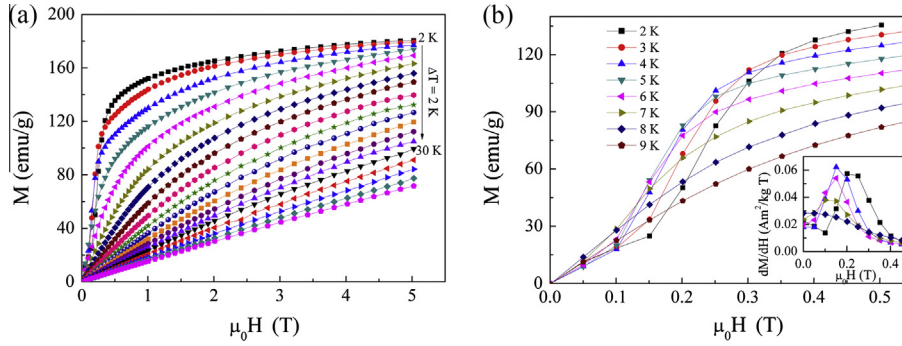 (a)
M (emu/g)
200
160
120
80
40
0
0
1
2
3
4
5
μ0H (T)
2 K
ΔT = 2 K
30 K
(b)
M (emu/g)
150
120
90
60
30
0
0.0
0.1
0.2
0.3
0.4
0.5
μ0H (T)
2 K
3 K
4 K
5 K
6 K
7 K
8 K
9 K
dM/dH (Am²/kg T)
0.06
0.04
0.02
0.00
0.0
0.2
0.4
μ0H (T)